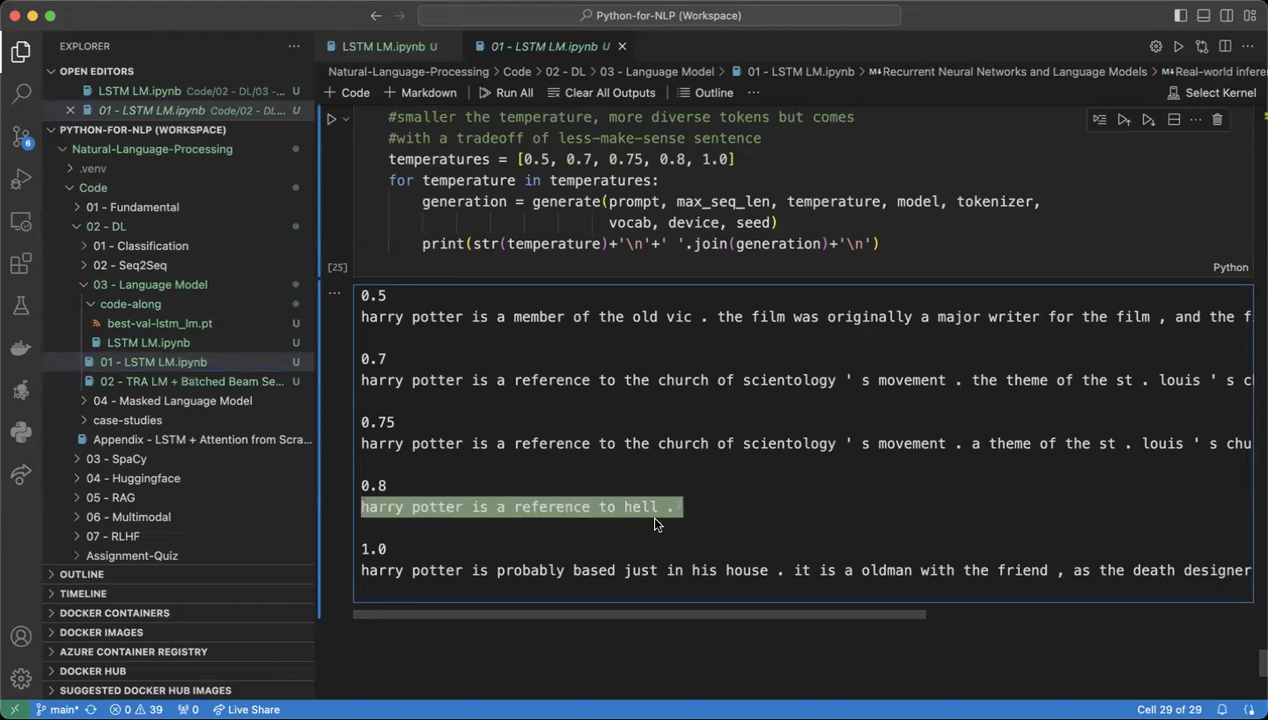 Python-for-NLP (Workspace)
EXPLORER
LSTM LM.ipynb U
01 - LSTM LM.ipynb U
OPEN EDITORS
Natural-Language-Processing > Code > 02 - DL > 03 - Language Model > 01 - LSTM LM.ipynb > Recurrent Neural Networks and Language Models > Real-world infere
LSTM LM.ipynb Code/02 - DL/03 - ... U
01 - LSTM LM.ipynb Code/02 - DL... U
+ Code + Markdown Run All Clear All Outputs Outline ... Select Kernel
PYTHON-FOR-NLP (WORKSPACE)
Natural-Language-Processing
.venv
Code
01 - Fundamental
02 - DL
01 - Classification
02 - Seq2Seq
03 - Language Model
code-along
best-val-lstm_lm.pt U
LSTM LM.ipynb U
01 - LSTM LM.ipynb U
02 - TRA LM + Batched Beam Se... U
04 - Masked Language Model
case-studies
Appendix - LSTM + Attention from Scra...
03 - SpaCy
04 - Huggingface
05 - RAG
06 - Multimodal
07 - RLHF
Assignment-Quiz
OUTLINE
TIMELINE
DOCKER CONTAINERS
DOCKER IMAGES
AZURE CONTAINER REGISTRY
DOCKER HUB
SUGGESTED DOCKER HUB IMAGES
6
#smaller the temperature, more diverse tokens but comes
#with a tradeoff of less-make-sense sentence
temperatures = [0.5, 0.7, 0.75, 0.8, 1.0]
for temperature in temperatures:
generation = generate(prompt, max_seq_len, temperature, model, tokenizer,
vocab, device, seed)
print(str(temperature)+'\n'+' '.join(generation)+'\n')
[25] Python
0.5
harry potter is a member of the old vic . the film was originally a major writer for the film , and the f
0.7
harry potter is a reference to the church of scientology ' s movement . the theme of the st . louis ' s c
0.75
harry potter is a reference to the church of scientology ' s movement . a theme of the st . louis ' s chu
0.8
harry potter is a reference to hell .
1.0
harry potter is probably based just in his house . it is a oldman with the friend , as the death designer
main* 0 39 0 Live Share Cell 29 of 29